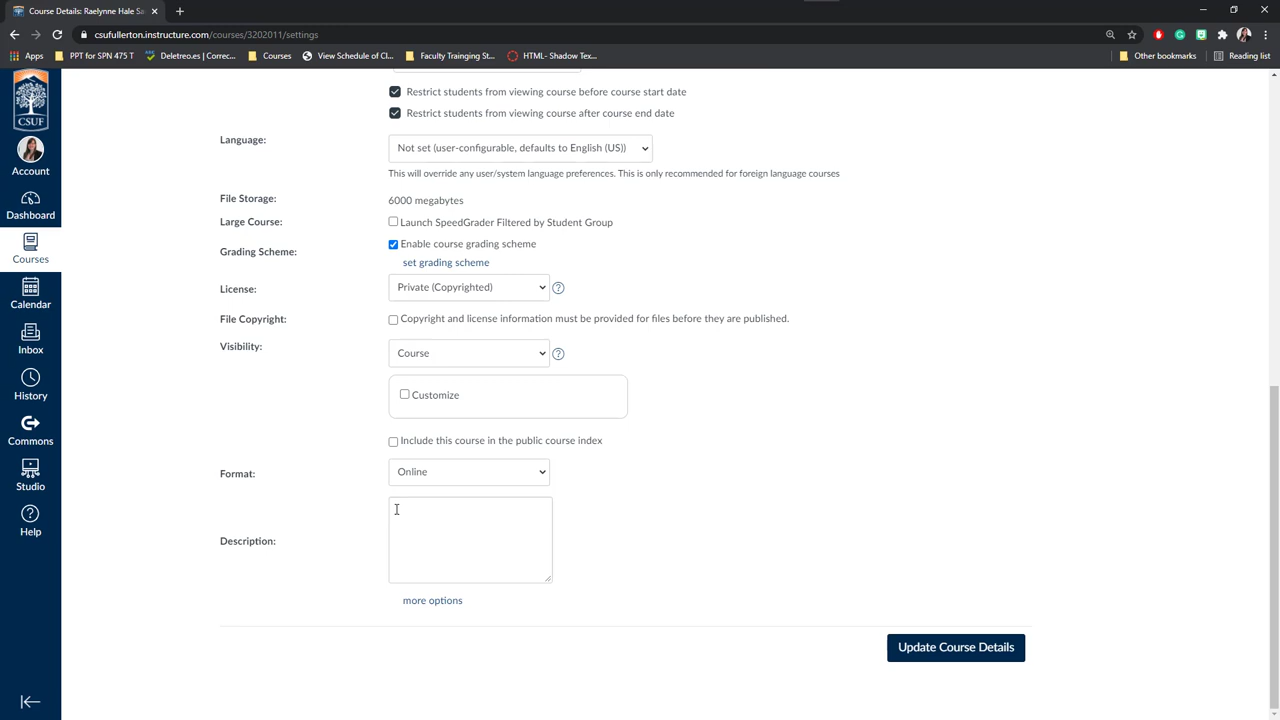 Course Details: Raelynne Hale Sa
csufullerton.instructure.com/courses/3202011/settings
Apps PPT for SPN 475 T Deletreo.es | Correc... Courses View Schedule of Cl... Faculty Trainging St... HTML- Shadow Tex... Other bookmarks Reading list
CSUF
Account
Dashboard
Courses
Calendar
Inbox
History
Commons
Studio
Help
Restrict students from viewing course before course start date
Restrict students from viewing course after course end date
Language: Not set (user-configurable, defaults to English (US))
This will override any user/system language preferences. This is only recommended for foreign language courses
File Storage: 6000 megabytes
Large Course: Launch SpeedGrader Filtered by Student Group
Grading Scheme: Enable course grading scheme
set grading scheme
License: Private (Copyrighted)
File Copyright: Copyright and license information must be provided for files before they are published.
Visibility: Course
Customize
Include this course in the public course index
Format: Online
Description:
more options
Update Course Details